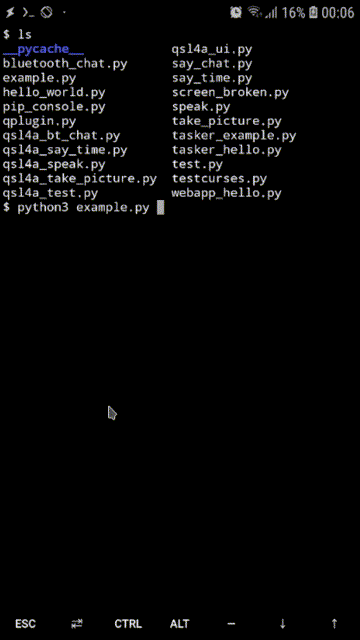 16% 00:06
$ ls
__pycache__ qsl4a_ui.py
bluetooth_chat.py say_chat.py
example.py say_time.py
hello_world.py screen_broken.py
pip_console.py speak.py
qplugin.py take_picture.py
qsl4a_bt_chat.py tasker_example.py
qsl4a_say_time.py tasker_hello.py
qsl4a_speak.py test.py
qsl4a_take_picture.py testcurses.py
qsl4a_test.py webapp_hello.py
$ python3 example.py
ESC ⇄ CTRL ALT – ↓ ↑